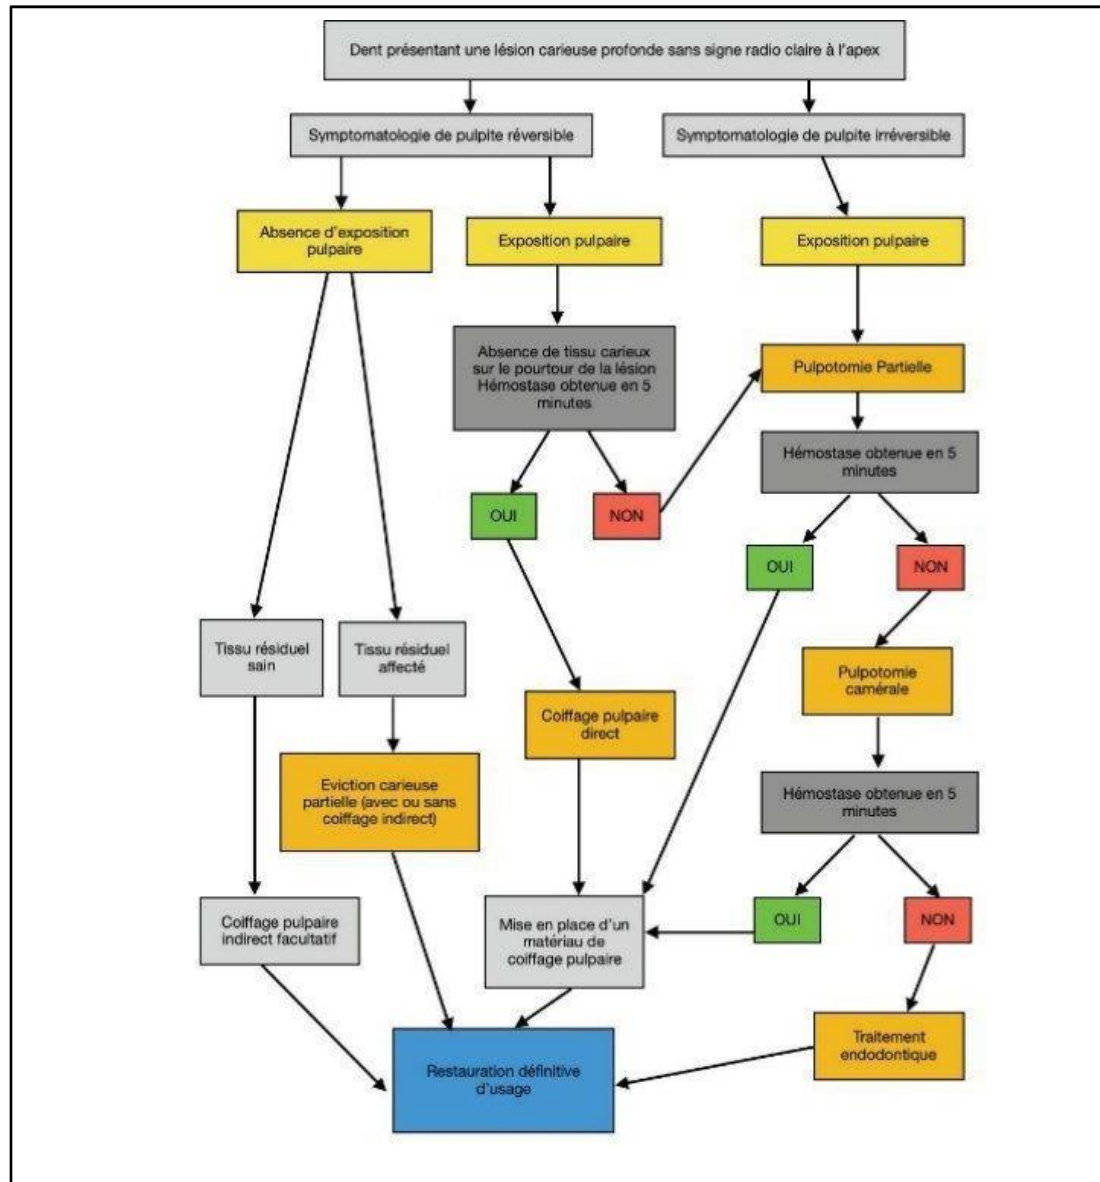 Dent présentant une lésion carieuse profonde sans signe radio claire à l'apex
Symptomatologie de pulpite réversible
Symptomatologie de pulpite irréversible
Absence d'exposition
pulpaire
Exposition pulpaire
Exposition pulpaire
Absence de tissu carieux
sur le pourtour de la lésion
Hémostase obtenue en 5
minutes
Pulpotomie Partielle
Hémostase obtenue en 5
minutes
OUI
NON
OUI
NON
Tissu résiduel
sain
Tissu résiduel
affecté
Pulpotomie
camérale
Coiffage pulpaire
direct
Eviction carieuse
partielle (avec ou sans
coiffage indirect)
Hémostase obtenue en 5
minutes
Coiffage pulpaire
indirect facultatif
Mise en place d'un
matériau de
coiffage pulpaire
OUI
NON
Traitement
endodontique
Restauration définitive
d'usage